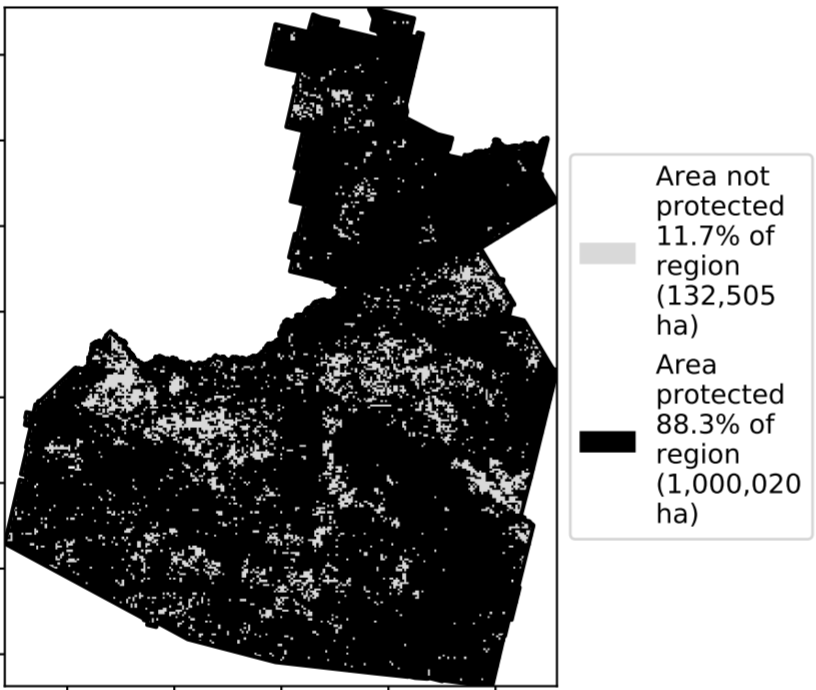 Area not
protected
11.7% of
region
(132,505
ha)
Area
protected
88.3% of
region
(1,000,020
ha)